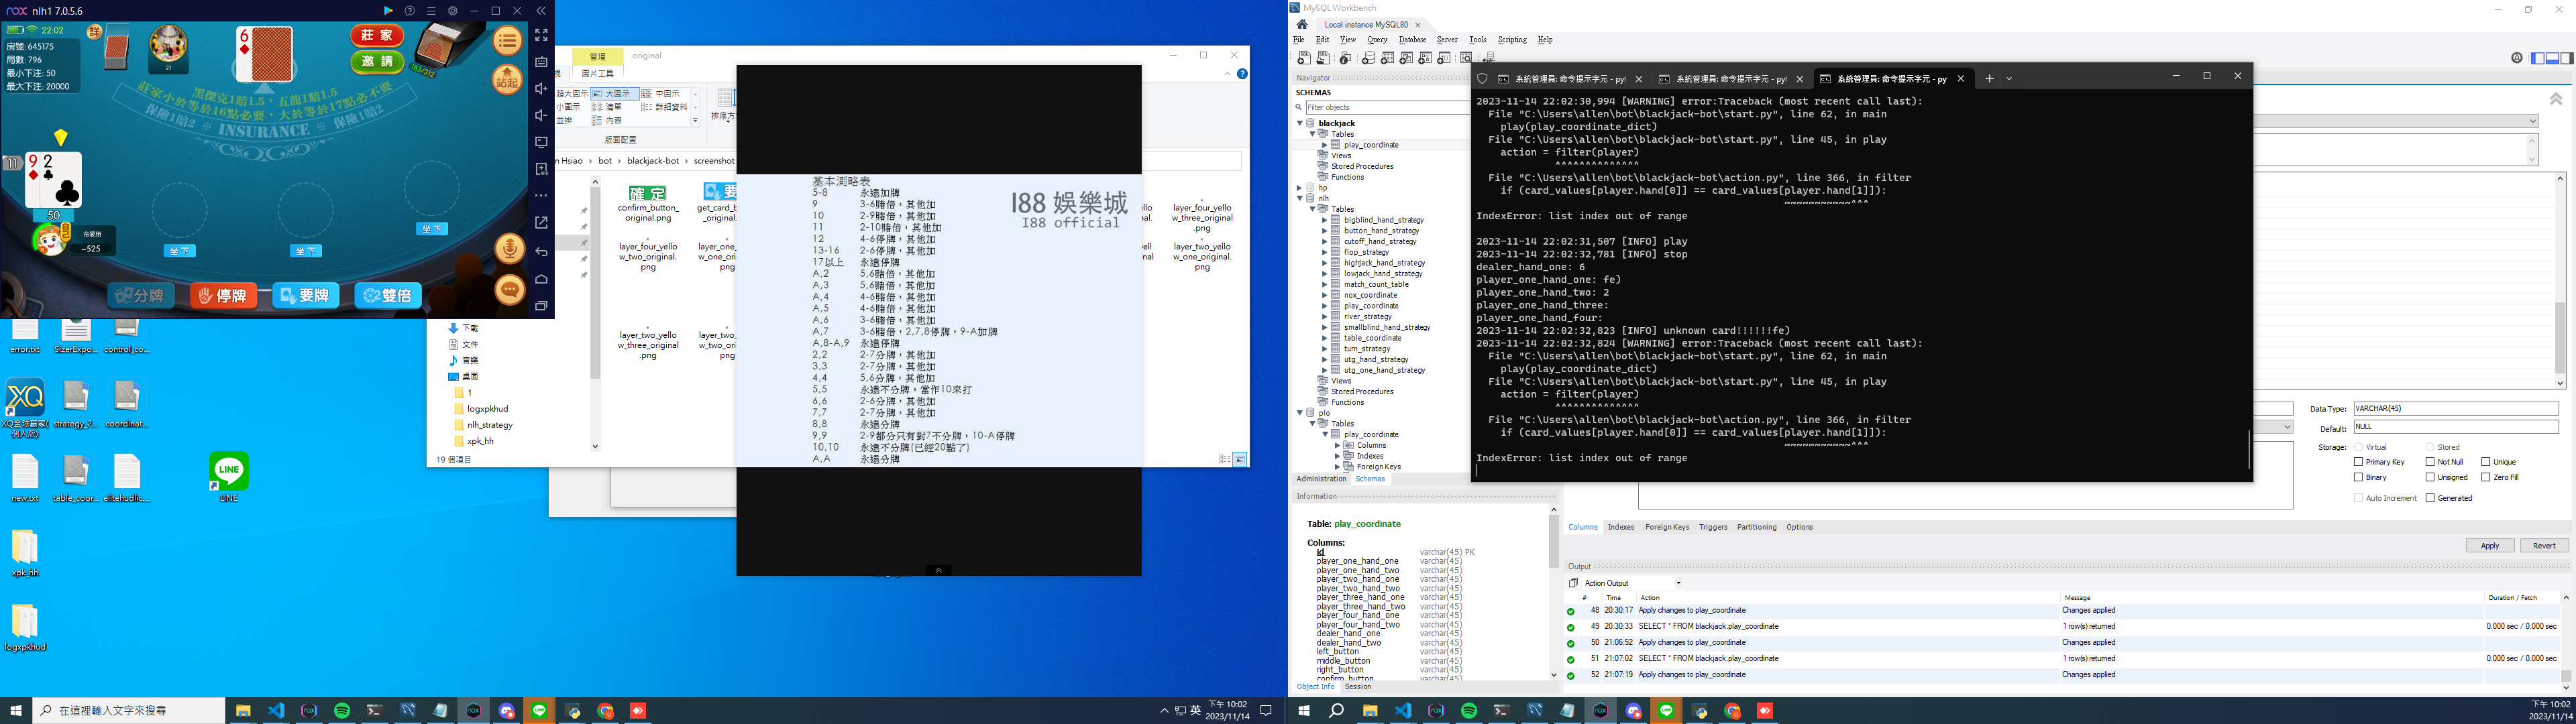 nox nlh1 7.0.5.6
22:02
房號: 645175
局數: 796
最小下注: 50
最大下注: 20000
詳
21
6
莊 家
邀 請
183/312
站起
黑傑克1賠1.5，五龍1賠1.5
莊家小於等於16點必要，大於等於17點必不要
保險1賠2 ※ INSURANCE ※ 保險1賠2
11
9 2
50
自己
-525
坐 下
坐 下
坐 下
分牌
停牌
要牌
雙倍
error.txt
SizerExpo...
control_co...
XQ全球贏家(個人版)
strategy_2...
coordinat...
new.txt
table_coor...
elitehudlic...
LINE
xpk_hh
logxpkhud
管理
original
圖片工具
超大圖示
大圖示
中圖示
小圖示
清單
詳細資料
並排
內容
排序方
版面配置
n Hsiao > bot > blackjack-bot > screenshot
confirm_button_original.png
get_card_b
_original.
layer_four_yellow_three_original.png
layer_four_yellow_two_original.png
layer_one_
layer_two_yellow_one_original.png
layer_two_yellow_three_original.png
layer_two_
下載
文件
音樂
桌面
1
logxpkhud
nlh_strategy
xpk_hh
19 個項目
基本測略表
I88 娛樂城
I88 official
5-8 永遠加牌
9 3-6賭倍，其他加
10 2-9賭倍，其他加
11 2-10賭倍，其他加
12 4-6停牌，其他加
13-16 2-6停牌，其他加
17以上 永遠停牌
A,2 5,6賭倍，其他加
A,3 5,6賭倍，其他加
A,4 4-6賭倍，其他加
A,5 4-6賭倍，其他加
A,6 3-6賭倍，其他加
A,7 3-6賭倍，2,7,8停牌，9-A加牌
A,8-A,9 永遠停牌
2,2 2-7分牌，其他加
3,3 2-7分牌，其他加
4,4 5,6分牌，其他加
5,5 永遠不分牌，當作10來打
6,6 2-6分牌，其他加
7,7 2-7分牌，其他加
8,8 永遠分牌
9,9 2-9部分只有對7不分牌，10-A停牌
10,10 永遠不分牌(已經20點了)
A,A 永遠分牌
在這裡輸入文字來搜尋
英
下午 10:02
2023/11/14
MySQL Workbench
Local instance MySQL80
File Edit View Query Database Server Tools Scripting Help
Navigator
SCHEMAS
Filter objects
blackjack
Tables
play_coordinate
Views
Stored Procedures
Functions
hp
nlh
Tables
bigblind_hand_strategy
button_hand_strategy
cutoff_hand_strategy
flop_strategy
highjack_hand_strategy
lowjack_hand_strategy
match_count_table
nox_coordinate
play_coordinate
river_strategy
smallblind_hand_strategy
table_coordinate
turn_strategy
utg_hand_strategy
utg_one_hand_strategy
Views
Stored Procedures
Functions
plo
Tables
play_coordinate
Columns
Indexes
Foreign Keys
Administration Schemas
Information
Table: play_coordinate
Columns:
id varchar(45) PK
player_one_hand_one varchar(45)
player_one_hand_two varchar(45)
player_two_hand_one varchar(45)
player_two_hand_two varchar(45)
player_three_hand_one varchar(45)
player_three_hand_two varchar(45)
player_four_hand_one varchar(45)
player_four_hand_two varchar(45)
dealer_hand_one varchar(45)
dealer_hand_two varchar(45)
left_button varchar(45)
middle_button varchar(45)
right_button varchar(45)
confirm_button varchar(45)
Object Info Session
系統管理員: 命令提示字元 - pyt
系統管理員: 命令提示字元 - pyt
系統管理員: 命令提示字元 - py
2023-11-14 22:02:30,994 [WARNING] error:Traceback (most recent call last):
File "C:\Users\allen\bot\blackjack-bot\start.py", line 62, in main
play(play_coordinate_dict)
File "C:\Users\allen\bot\blackjack-bot\start.py", line 45, in play
action = filter(player)
^^^^^^^^^^^^^^
File "C:\Users\allen\bot\blackjack-bot\action.py", line 366, in filter
if (card_values[player.hand[0]] == card_values[player.hand[1]]):
~~~~~~~~~~~^^^
IndexError: list index out of range
2023-11-14 22:02:31,507 [INFO] play
2023-11-14 22:02:32,781 [INFO] stop
dealer_hand_one: 6
player_one_hand_one: fe)
player_one_hand_two: 2
player_one_hand_three:
player_one_hand_four:
2023-11-14 22:02:32,823 [INFO] unknown card!!!!!!fe)
2023-11-14 22:02:32,824 [WARNING] error:Traceback (most recent call last):
File "C:\Users\allen\bot\blackjack-bot\start.py", line 62, in main
play(play_coordinate_dict)
File "C:\Users\allen\bot\blackjack-bot\start.py", line 45, in play
action = filter(player)
^^^^^^^^^^^^^^
File "C:\Users\allen\bot\blackjack-bot\action.py", line 366, in filter
if (card_values[player.hand[0]] == card_values[player.hand[1]]):
~~~~~~~~~~~^^^
IndexError: list index out of range
Data Type: VARCHAR(45)
Default: NULL
Storage: Virtual Stored
Primary Key Not Null Unique
Binary Unsigned Zero Fill
Auto Increment Generated
Columns Indexes Foreign Keys Triggers Partitioning Options
Apply Revert
Output
Action Output
# Time Action Message Duration / Fetch
48 20:30:17 Apply changes to play_coordinate Changes applied
49 20:30:33 SELECT * FROM blackjack.play_coordinate 1 row(s) returned 0.000 sec / 0.000 sec
50 21:06:52 Apply changes to play_coordinate Changes applied
51 21:07:02 SELECT * FROM blackjack.play_coordinate 1 row(s) returned 0.000 sec / 0.000 sec
52 21:07:19 Apply changes to play_coordinate Changes applied
下午 10:02
2023/11/14